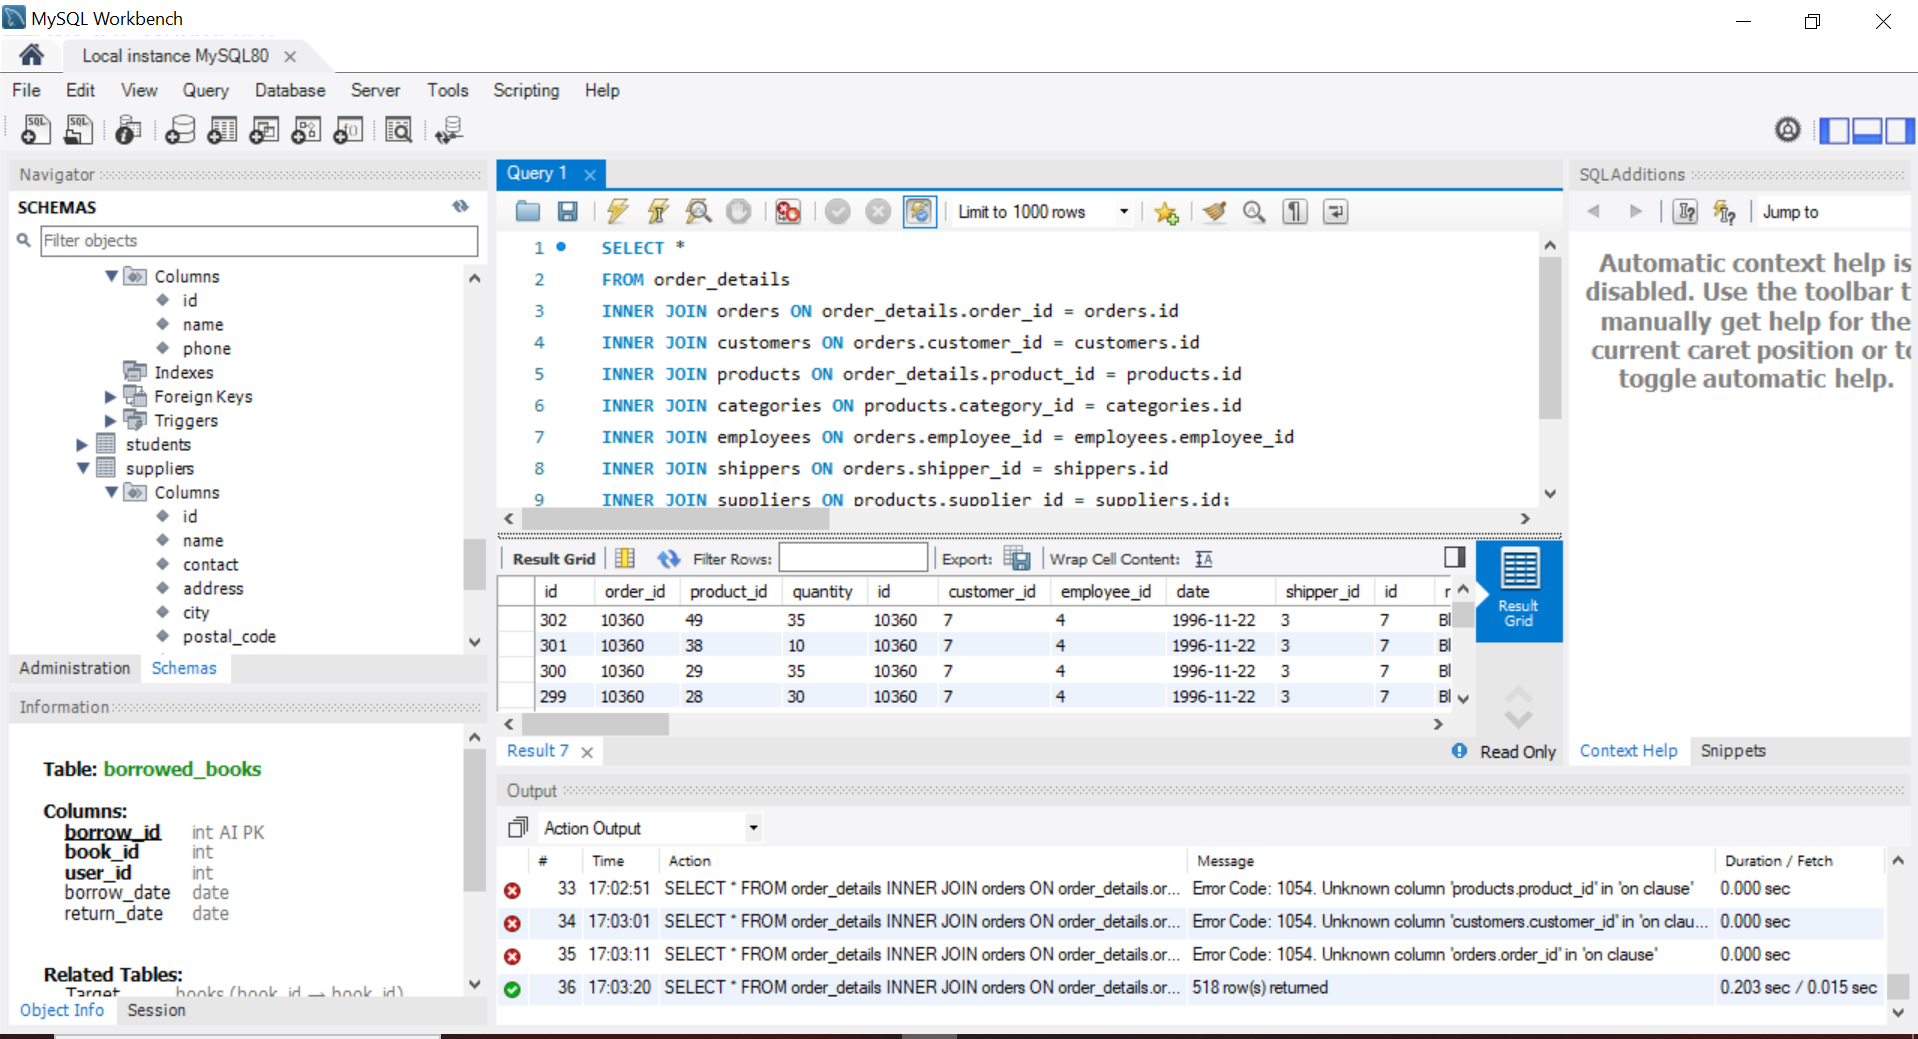 MySQL Workbench
Local instance MySQL80
File Edit View Query Database Server Tools Scripting Help
Navigator
SCHEMAS
Filter objects
Columns
id
name
phone
Indexes
Foreign Keys
Triggers
students
suppliers
Columns
id
name
contact
address
city
postal_code
Administration Schemas
Information
Table: borrowed_books
Columns:
borrow_id int AI PK
book_id int
user_id int
borrow_date date
return_date date
Related Tables:
Target books (book_id → book_id)
Object Info Session
Query 1
Limit to 1000 rows
1 SELECT *
2 FROM order_details
3 INNER JOIN orders ON order_details.order_id = orders.id
4 INNER JOIN customers ON orders.customer_id = customers.id
5 INNER JOIN products ON order_details.product_id = products.id
6 INNER JOIN categories ON products.category_id = categories.id
7 INNER JOIN employees ON orders.employee_id = employees.employee_id
8 INNER JOIN shippers ON orders.shipper_id = shippers.id
9 INNER JOIN suppliers ON products.supplier_id = suppliers.id;
Result Grid Filter Rows: Export: Wrap Cell Content:
id order_id product_id quantity id customer_id employee_id date shipper_id id
302 10360 49 35 10360 7 4 1996-11-22 3 7 Bl
301 10360 38 10 10360 7 4 1996-11-22 3 7 Bl
300 10360 29 35 10360 7 4 1996-11-22 3 7 Bl
299 10360 28 30 10360 7 4 1996-11-22 3 7 Bl
Result
Grid
Result 7
Read Only
SQLAdditions
Jump to
Automatic context help is
disabled. Use the toolbar t
manually get help for the
current caret position or to
toggle automatic help.
Context Help Snippets
Output
Action Output
# Time Action Message Duration / Fetch
33 17:02:51 SELECT * FROM order_details INNER JOIN orders ON order_details.or... Error Code: 1054. Unknown column 'products.product_id' in 'on clause' 0.000 sec
34 17:03:01 SELECT * FROM order_details INNER JOIN orders ON order_details.or... Error Code: 1054. Unknown column 'customers.customer_id' in 'on clau... 0.000 sec
35 17:03:11 SELECT * FROM order_details INNER JOIN orders ON order_details.or... Error Code: 1054. Unknown column 'orders.order_id' in 'on clause' 0.000 sec
36 17:03:20 SELECT * FROM order_details INNER JOIN orders ON order_details.or... 518 row(s) returned 0.203 sec / 0.015 sec